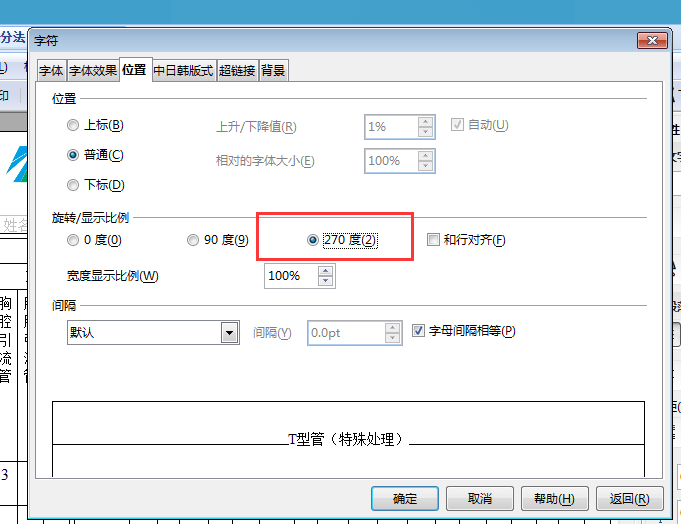 分法
字符
字体 字体效果 位置 中日韩版式 超链接 背景
印
位置
上标(B) 上升/下降值(R) 1% 自动(U)
普通(C) 相对的字体大小(E) 100%
下标(D)
姓名
旋转/显示比例
0 度(0) 90 度(9) 270 度(2) 和行对齐(F)
宽度显示比例(W) 100%
间隔
默认 间隔(Y) 0.0pt 字母间隔相等(P)
胸
腔
引
流
管
T型管（特殊处理）
3
确定 取消 帮助(H) 返回(R)